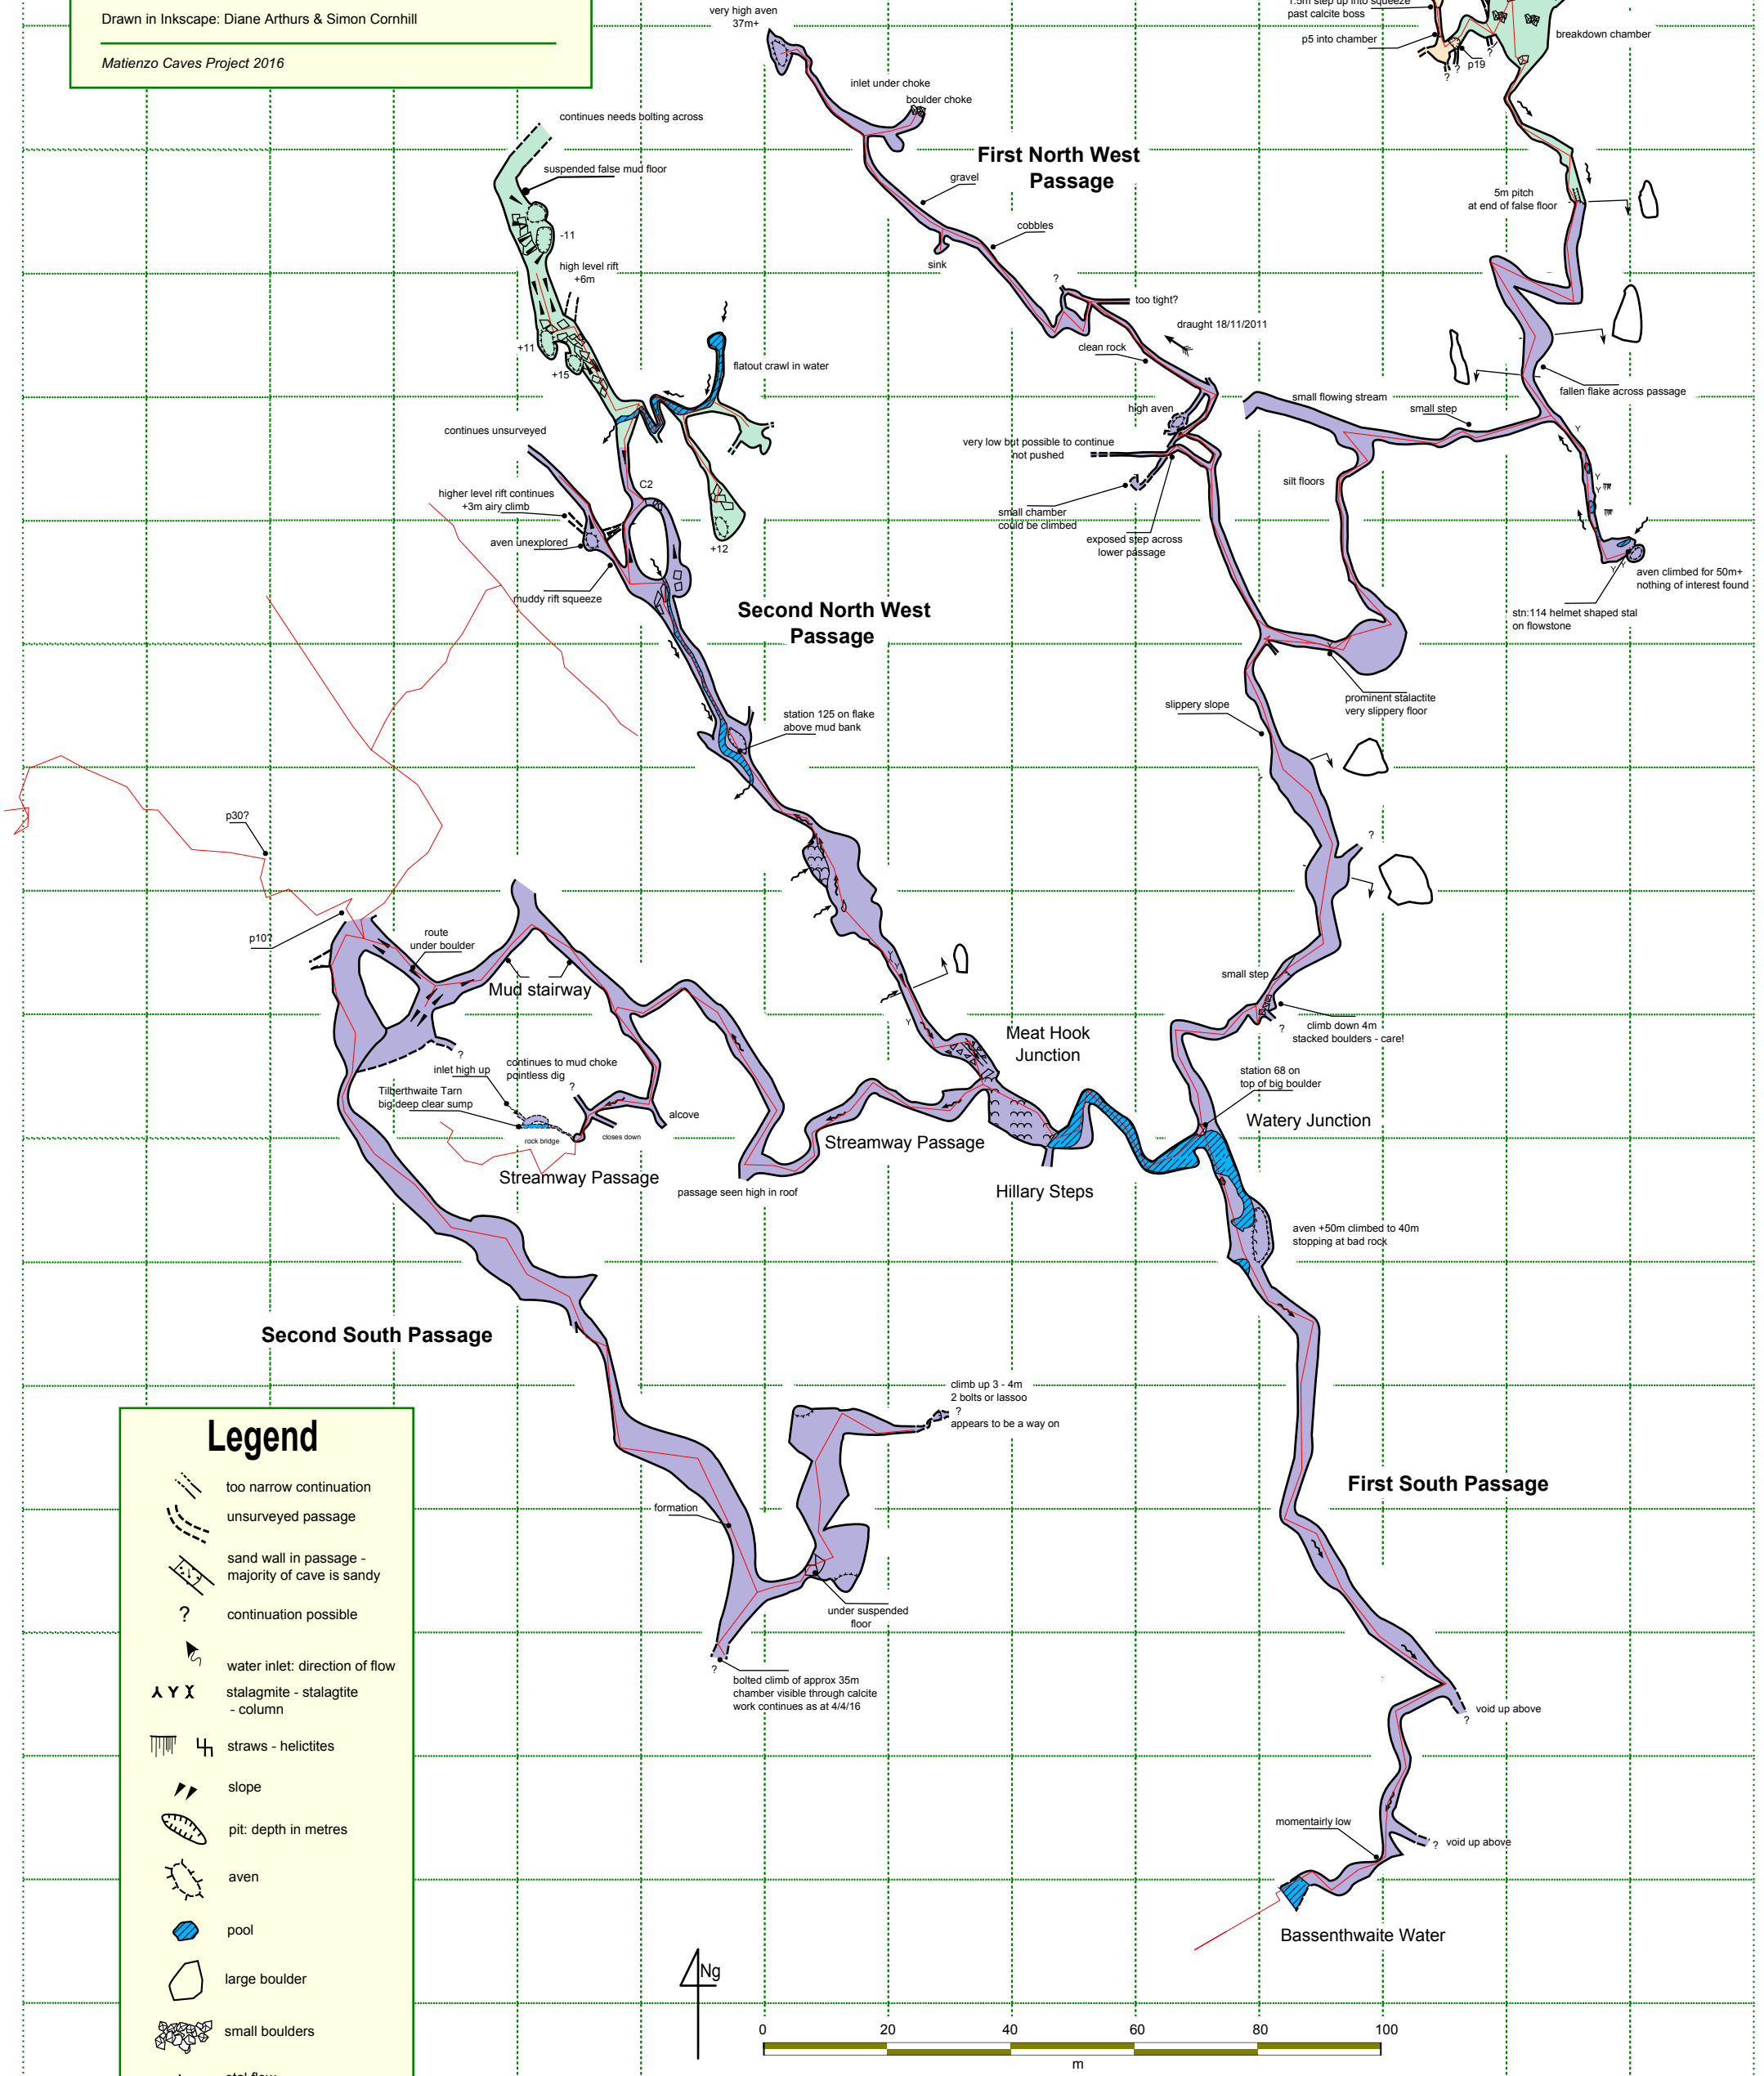 Drawn in Inkscape: Diane Arthurs & Simon Cornhill
Matienzo Caves Project 2016
very high aven
37m+
1.5m step up into squeeze
past calcite boss
p5 into chamber
breakdown chamber
p19
?
?
?
inlet under choke
boulder choke
continues needs bolting across
First North West
Passage
suspended false mud floor
gravel
5m pitch
at end of false floor
-11
cobbles
sink
high level rift
+6m
?
too tight?
draught 18/11/2011
clean rock
+11
+15
flatout crawl in water
fallen flake across passage
small flowing stream
small step
high aven
continues unsurveyed
very low but possible to continue
not pushed
Y
silt floors
C2
higher level rift continues
+3m airy climb
small chamber
could be climbed
Y
Y
exposed step across
lower passage
aven unexplored
+12
aven climbed for 50m+
nothing of interest found
Y
Y
muddy rift squeeze
Second North West
Passage
stn:114 helmet shaped stal
on flowstone
prominent stalactite
very slippery floor
slippery slope
station 125 on flake
above mud bank
p30?
?
p10?
route
under boulder
Mud stairway
Y
Y
small step
Y
?
climb down 4m
stacked boulders - care!
Meat Hook
Junction
?
inlet high up
continues to mud choke
pointless dig
?
station 68 on
top of big boulder
Tilberthwaite Tarn
big deep clear sump
alcove
Watery Junction
rock bridge
closes down
Streamway Passage
Streamway Passage
passage seen high in roof
Hillary Steps
aven +50m climbed to 40m
stopping at bad rock
Second South Passage
climb up 3 - 4m
2 bolts or lassoo
?
appears to be a way on
First South Passage
formation
under suspended
floor
?
bolted climb of approx 35m
chamber visible through calcite
work continues as at 4/4/16
void up above
?
momentairly low
?
void up above
Bassenthwaite Water
Legend
too narrow continuation
unsurveyed passage
sand wall in passage -
majority of cave is sandy
? continuation possible
water inlet: direction of flow
stalagmite - stalagtite
- column
straws - helictites
slope
pit: depth in metres
aven
pool
large boulder
small boulders
stal flow
Ng
0 20 40 60 80 100
m